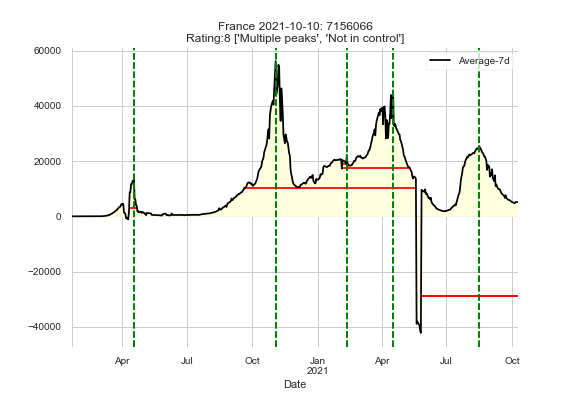 France 2021-10-10: 7156066
Rating:8 ['Multiple peaks', 'Not in control']
Average-7d
60000
40000
20000
0
−20000
−40000
Apr
Jul
Oct
Jan
2021
Apr
Jul
Oct
Date